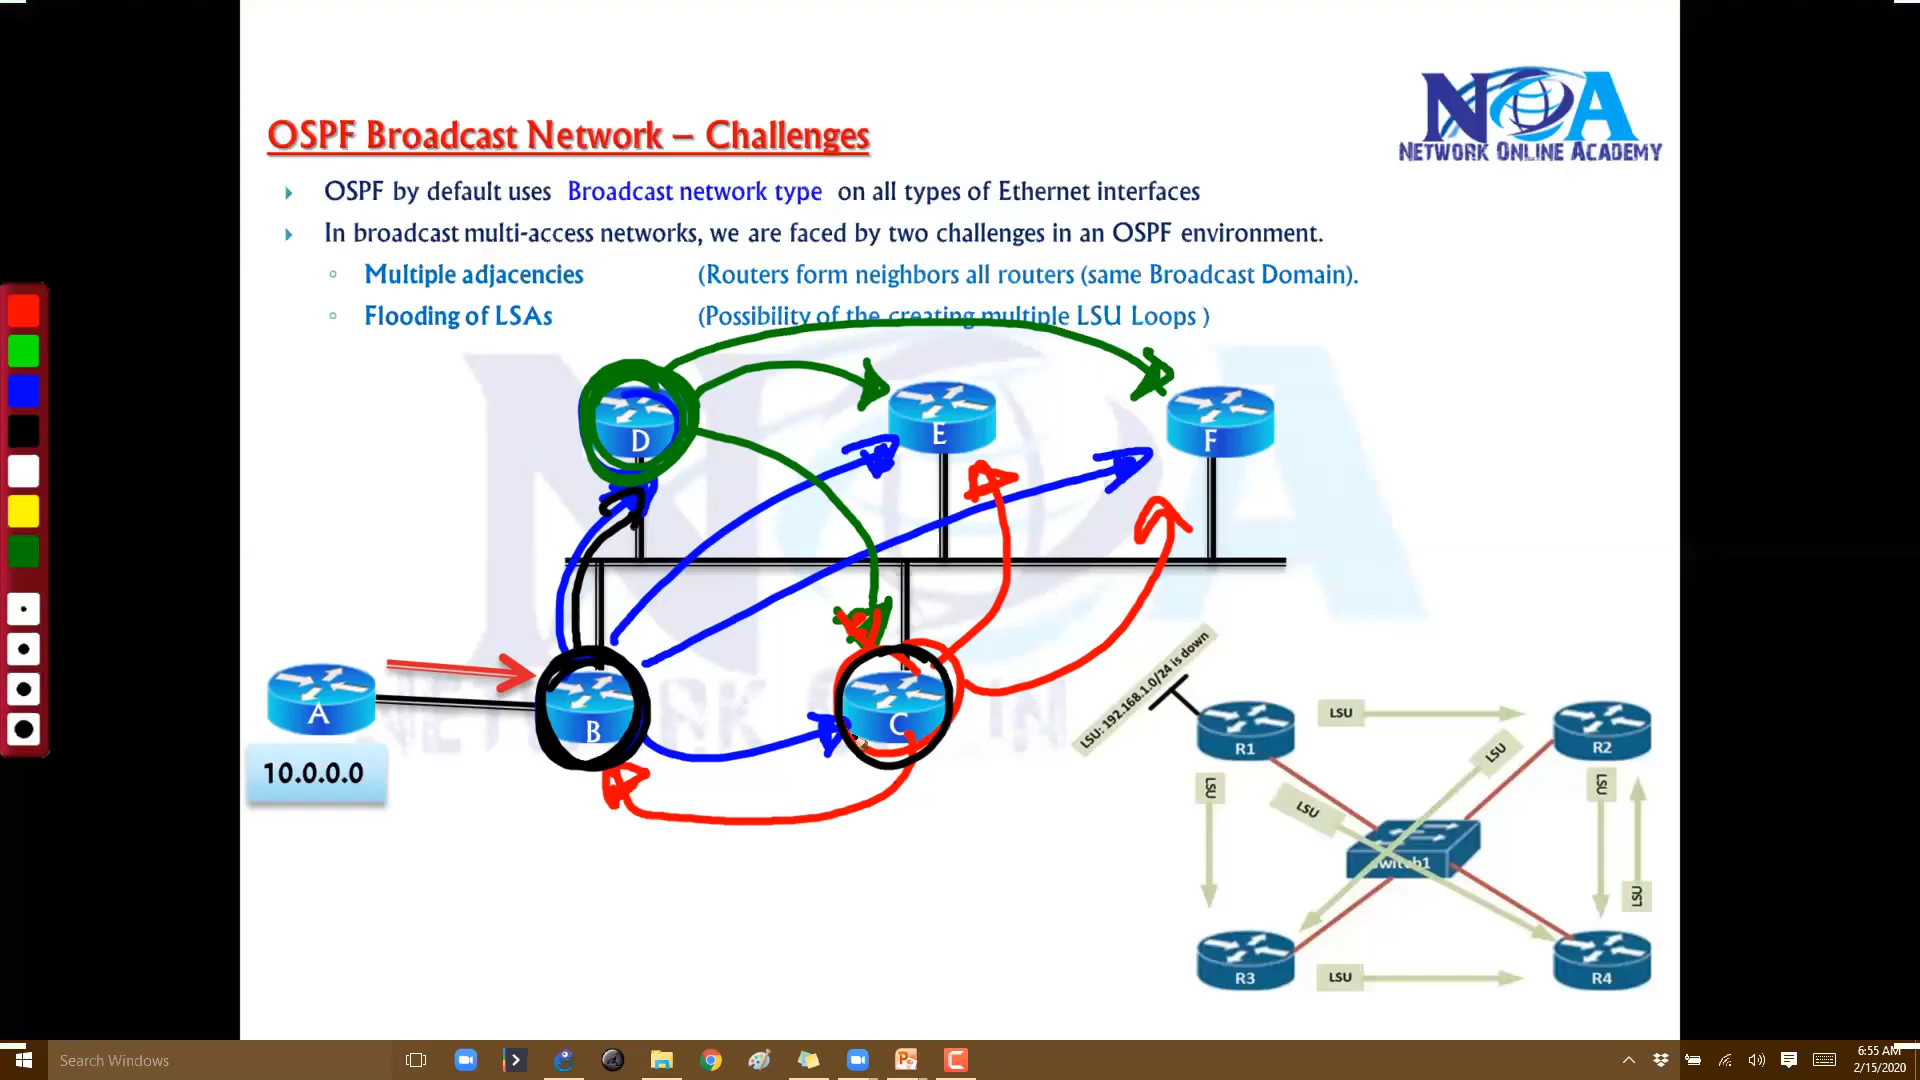 NOA
NETWORK ONLINE ACADEMY
OSPF Broadcast Network – Challenges
OSPF by default uses Broadcast network type on all types of Ethernet interfaces
In broadcast multi-access networks, we are faced by two challenges in an OSPF environment.
Multiple adjacencies (Routers form neighbors all routers (same Broadcast Domain).
Flooding of LSAs (Possibility of the creating multiple LSU Loops )
D
E
F
A
B
C
10.0.0.0
LSU: 192.168.1.0/24 is down
R1
LSU
R2
LSU
LSU
LSU
LSU
LSU
Switch1
R3
LSU
R4
Search Windows
6:55 AM
2/15/2020